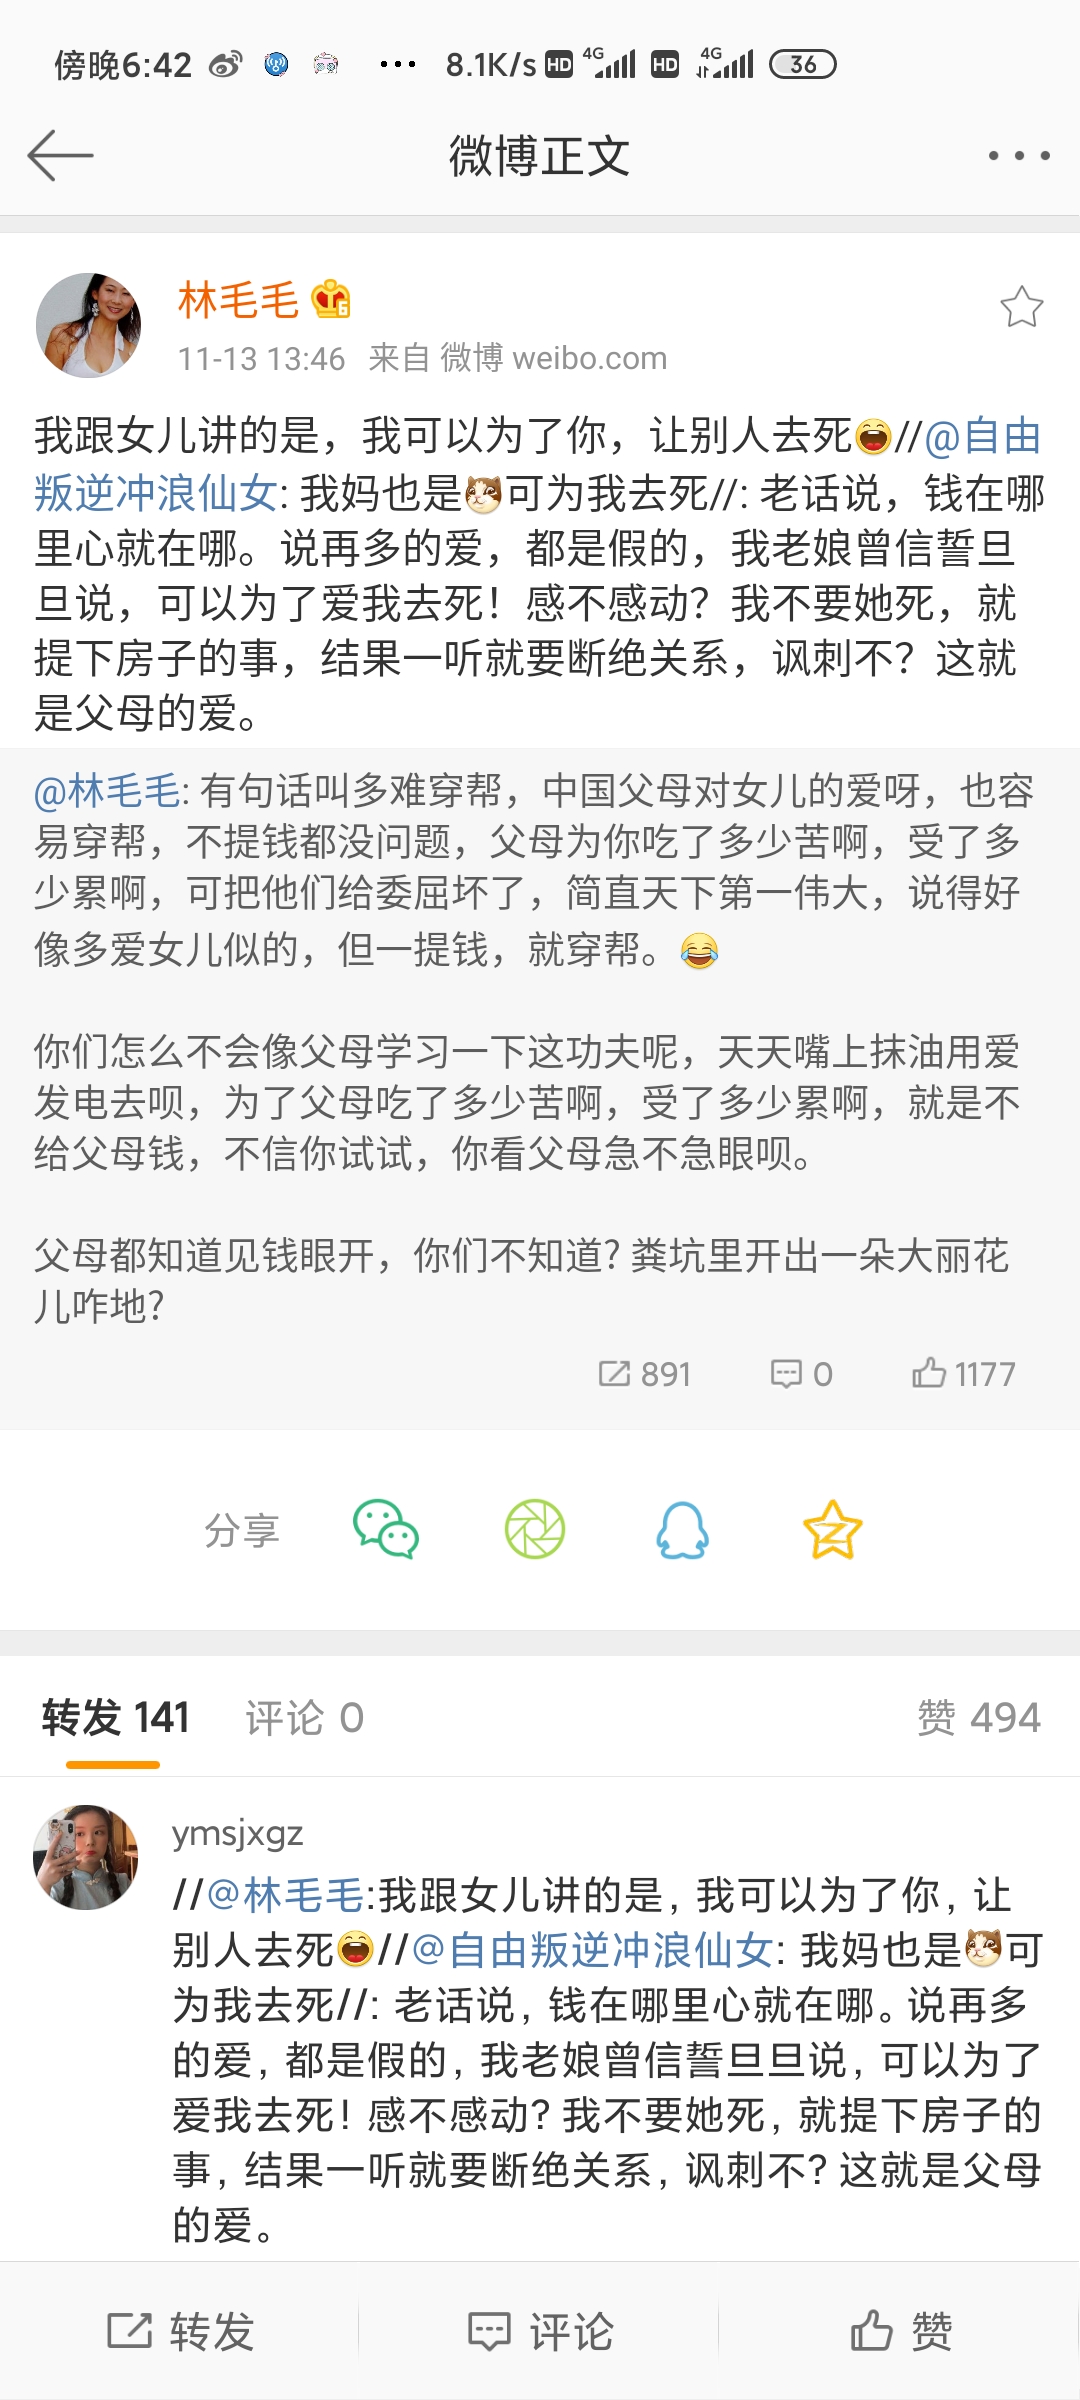 傍晚6:42 ··· 8.1K/s HD 4G HD 4G 36
微博正文
林毛毛 6
11-13 13:46 来自 微博 weibo.com
我跟女儿讲的是，我可以为了你，让别人去死😄//@自由
叛逆冲浪仙女: 我妈也是🐱可为我去死//: 老话说，钱在哪
里心就在哪。说再多的爱，都是假的，我老娘曾信誓旦
旦说，可以为了爱我去死！感不感动？我不要她死，就
提下房子的事，结果一听就要断绝关系，讽刺不？这就
是父母的爱。
@林毛毛: 有句话叫多难穿帮，中国父母对女儿的爱呀，也容
易穿帮，不提钱都没问题，父母为你吃了多少苦啊，受了多
少累啊，可把他们给委屈坏了，简直天下第一伟大，说得好
像多爱女儿似的，但一提钱，就穿帮。😂
你们怎么不会像父母学习一下这功夫呢，天天嘴上抹油用爱
发电去呗，为了父母吃了多少苦啊，受了多少累啊，就是不
给父母钱，不信你试试，你看父母急不急眼呗。
父母都知道见钱眼开，你们不知道? 粪坑里开出一朵大丽花
儿咋地?
891 0 1177
分享
转发 141 评论 0 赞 494
ymsjxgz
//@林毛毛:我跟女儿讲的是，我可以为了你，让
别人去死😄//@自由叛逆冲浪仙女: 我妈也是🐱可
为我去死//: 老话说，钱在哪里心就在哪。说再多
的爱，都是假的，我老娘曾信誓旦旦说，可以为了
爱我去死！感不感动？我不要她死，就提下房子的
事，结果一听就要断绝关系，讽刺不？这就是父母
的爱。
转发 评论 赞